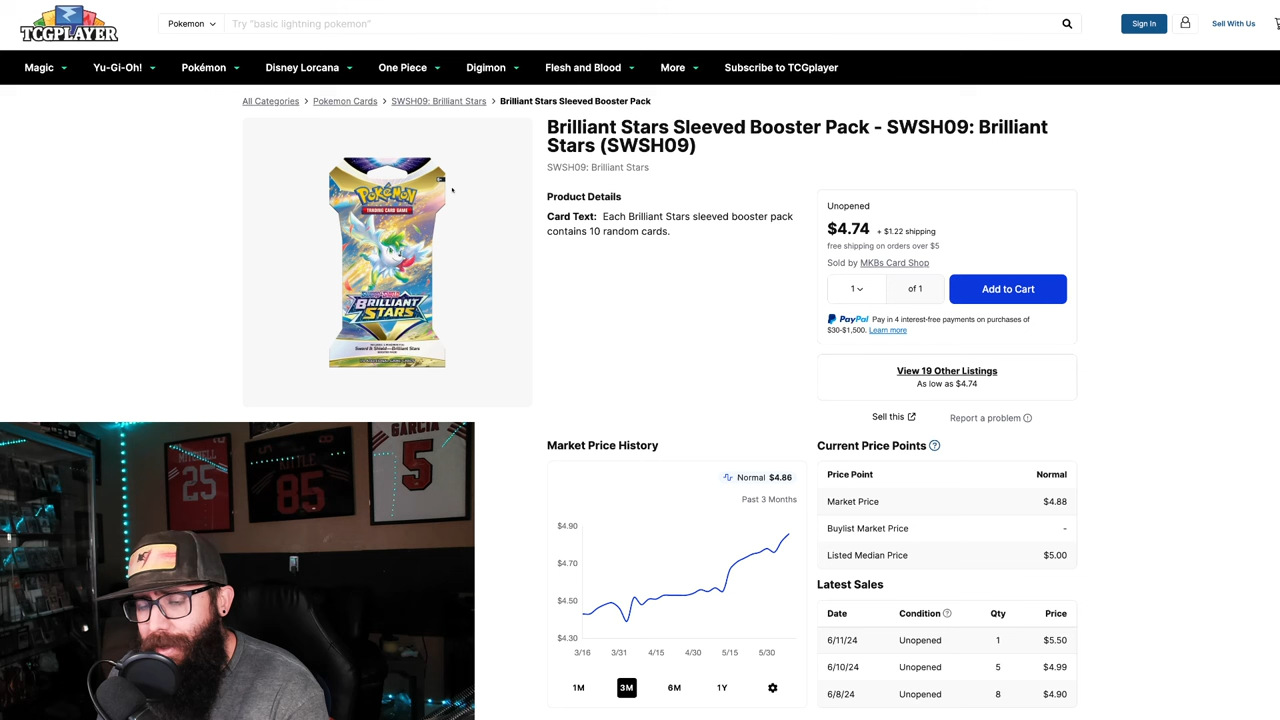 TCGPLAYER
Pokemon
Try "basic lightning pokemon"
Sign In
Sell With Us
Magic
Yu-Gi-Oh!
Pokémon
Disney Lorcana
One Piece
Digimon
Flesh and Blood
More
Subscribe to TCGplayer
All Categories > Pokemon Cards > SWSH09: Brilliant Stars > Brilliant Stars Sleeved Booster Pack
Brilliant Stars Sleeved Booster Pack - SWSH09: Brilliant
Stars (SWSH09)
SWSH09: Brilliant Stars
POKÉMON
TRADING CARD GAME
BRILLIANT
STARS
Sword & Shield—Brilliant Stars
Product Details
Card Text: Each Brilliant Stars sleeved booster pack
contains 10 random cards.
Unopened
$4.74 + $1.22 shipping
free shipping on orders over $5
Sold by MKBs Card Shop
1 of 1
Add to Cart
PayPal Pay in 4 interest-free payments on purchases of
$30-$1,500. Learn more
View 19 Other Listings
As low as $4.74
Sell this
Report a problem
Market Price History
Normal $4.86
Past 3 Months
$4.90
$4.70
$4.50
$4.30
3/16 3/31 4/15 4/30 5/15 5/30
1M 3M 6M 1Y
Current Price Points
Price Point Normal
Market Price $4.88
Buylist Market Price -
Listed Median Price $5.00
Latest Sales
Date Condition Qty Price
6/11/24 Unopened 1 $5.50
6/10/24 Unopened 5 $4.99
6/8/24 Unopened 8 $4.90
MITCHELL
25
KITTLE
85
GARCIA
5